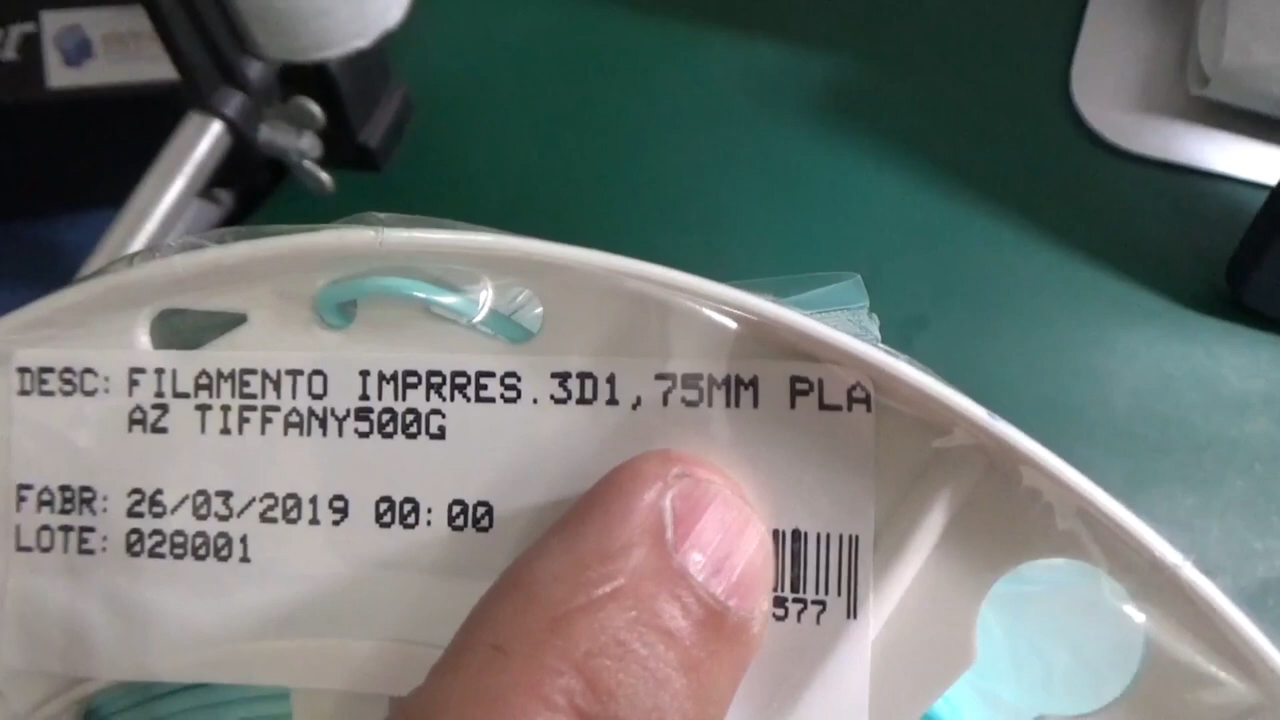 DESC: FILAMENTO IMPRRES.3D1,75MM PLA
AZ TIFFANY500G
FABR: 26/03/2019 00:00
LOTE: 028001
577